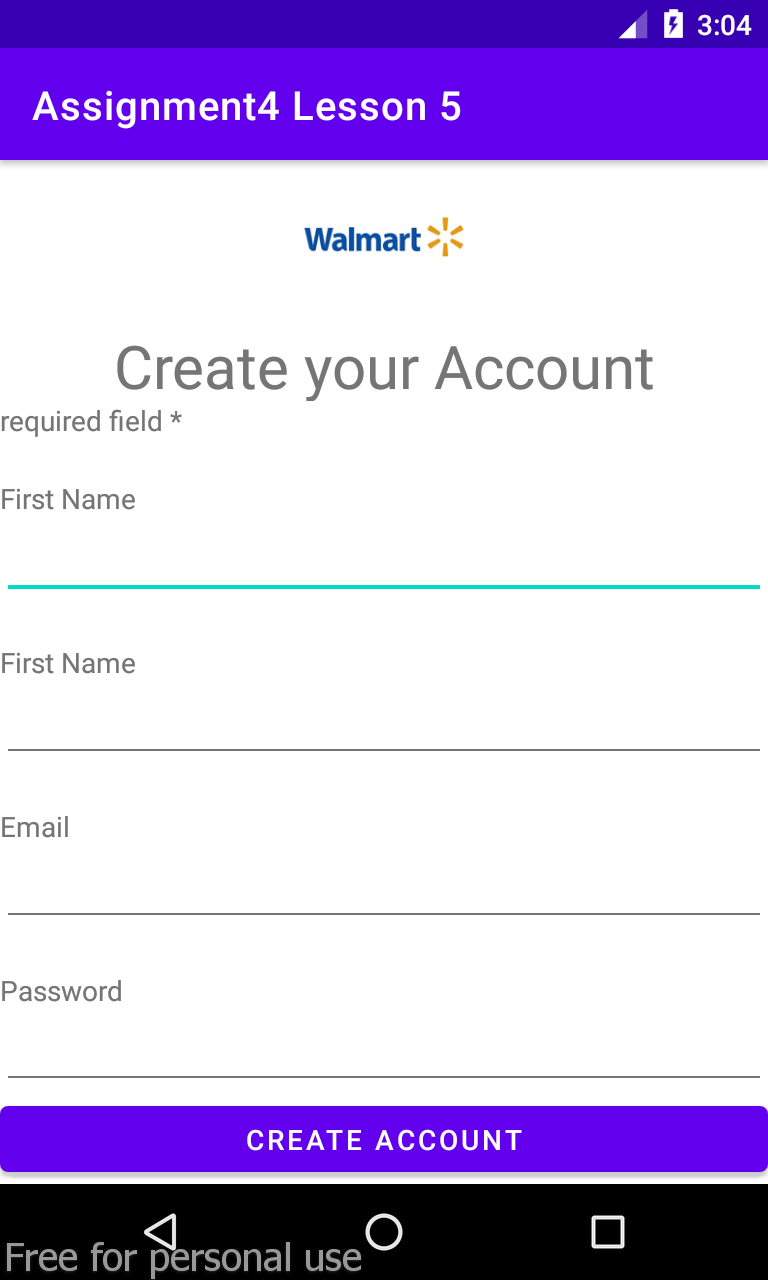 3:04
Assignment4 Lesson 5
Walmart
Create your Account
required field *
First Name
First Name
Email
Password
CREATE ACCOUNT
Free for personal use